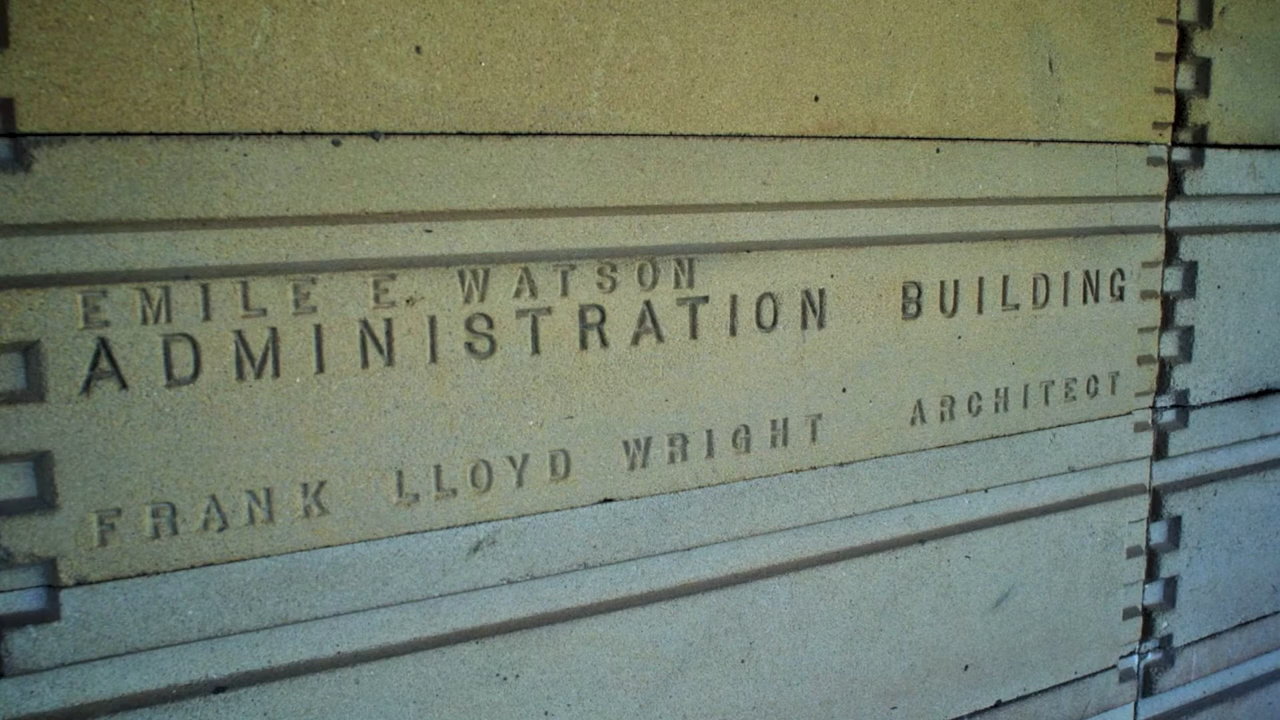 EMILE E. WATSON
ADMINISTRATION BUILDING
FRANK LLOYD WRIGHT ARCHITECT